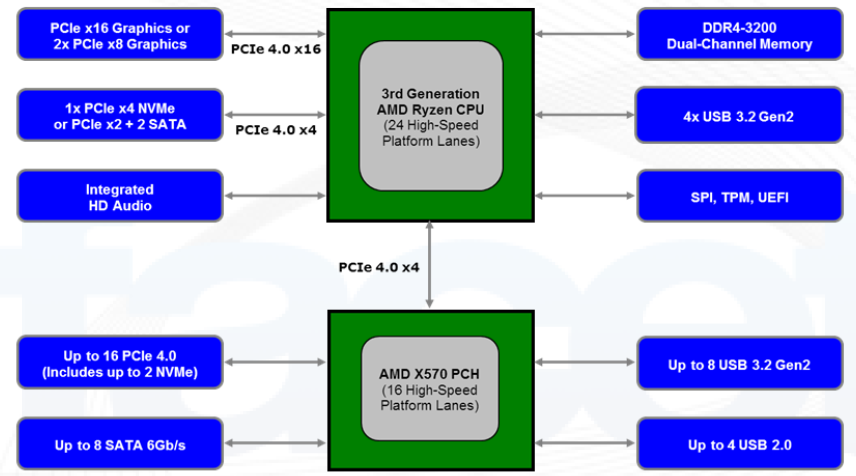 PCIe x16 Graphics or
2x PCIe x8 Graphics
PCIe 4.0 x16
DDR4-3200
Dual-Channel Memory
3rd Generation
AMD Ryzen CPU
(24 High-Speed
Platform Lanes)
1x PCIe x4 NVMe
or PCIe x2 + 2 SATA
PCIe 4.0 x4
4x USB 3.2 Gen2
Integrated
HD Audio
SPI, TPM, UEFI
PCIe 4.0 x4
Up to 16 PCIe 4.0
(Includes up to 2 NVMe)
AMD X570 PCH
(16 High-Speed
Platform Lanes)
Up to 8 USB 3.2 Gen2
Up to 8 SATA 6Gb/s
Up to 4 USB 2.0